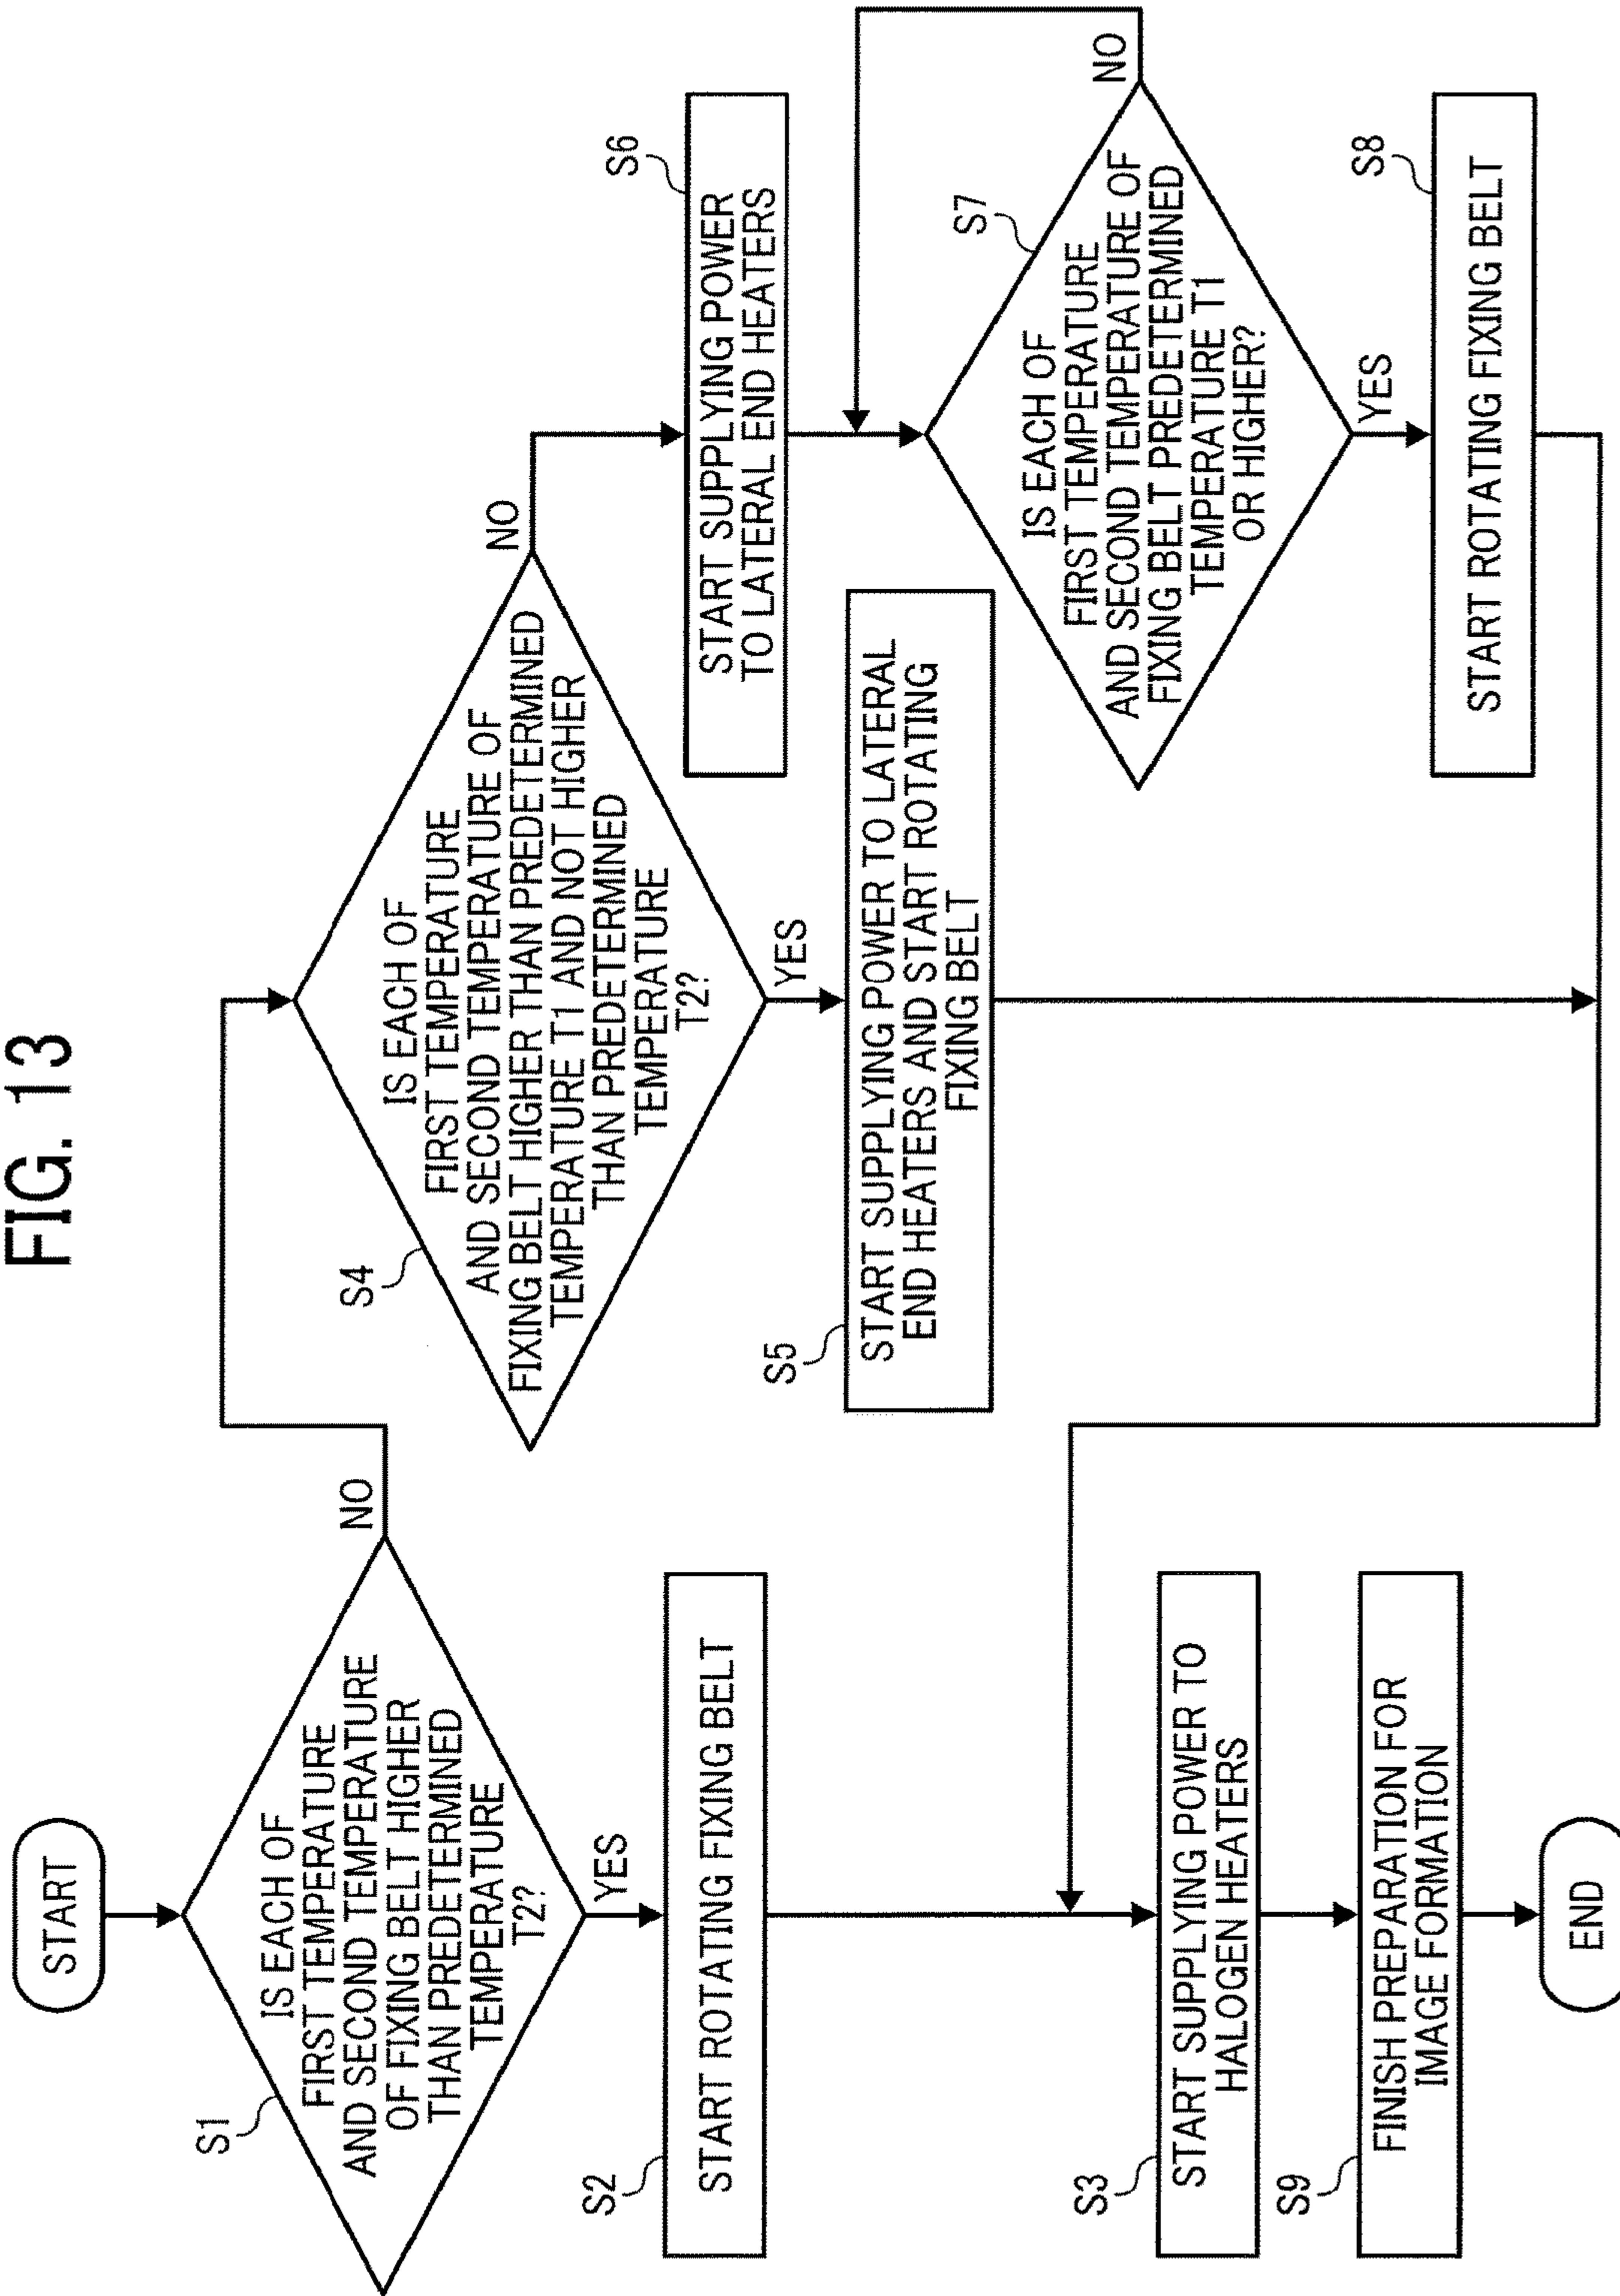 FIG. 13
START
S1
IS EACH OF
FIRST TEMPERATURE
AND SECOND TEMPERATURE
OF FIXING BELT HIGHER
THAN PREDETERMINED
TEMPERATURE
T2?
NO
YES
S2
START ROTATING FIXING BELT
S3
START SUPPLYING POWER TO
HALOGEN HEATERS
S9
FINISH PREPARATION FOR
IMAGE FORMATION
END
S4
IS EACH OF
FIRST TEMPERATURE
AND SECOND TEMPERATURE OF
FIXING BELT HIGHER THAN PREDETERMINED
TEMPERATURE T1 AND NOT HIGHER
THAN PREDETERMINED
TEMPERATURE
T2?
NO
YES
S5
START SUPPLYING POWER TO LATERAL
END HEATERS AND START ROTATING
FIXING BELT
S6
START SUPPLYING POWER
TO LATERAL END HEATERS
S7
IS EACH OF
FIRST TEMPERATURE
AND SECOND TEMPERATURE OF
FIXING BELT PREDETERMINED
TEMPERATURE T1
OR HIGHER?
NO
YES
S8
START ROTATING FIXING BELT